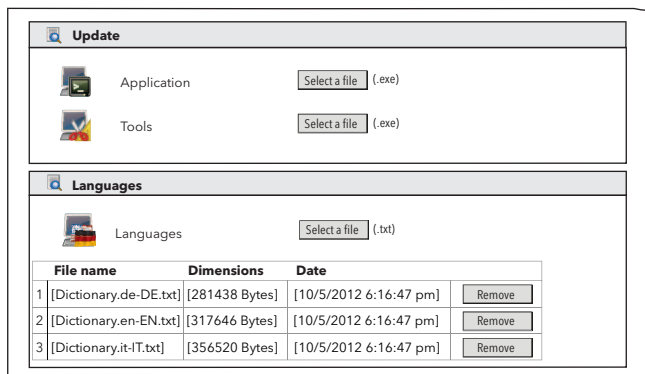 Update
Application Select a file (.exe)
Tools Select a file (.exe)
Languages
Languages Select a file (.txt)
File name Dimensions Date
1 [Dictionary.de-DE.txt] [281438 Bytes] [10/5/2012 6:16:47 pm] Remove
2 [Dictionary.en-EN.txt] [317646 Bytes] [10/5/2012 6:16:47 pm] Remove
3 [Dictionary.it-IT.txt] [356520 Bytes] [10/5/2012 6:16:47 pm] Remove